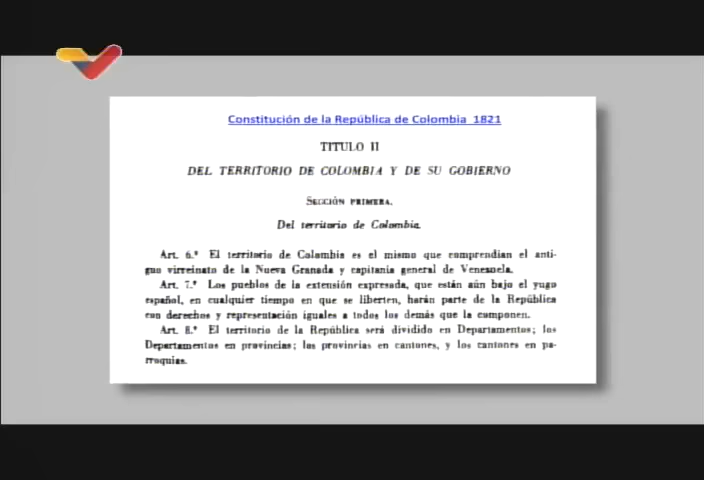 Constitución de la República de Colombia 1821
TITULO II
DEL TERRITORIO DE COLOMBIA Y DE SU GOBIERNO
SECCIÓN PRIMERA.
Del territorio de Colombia.
Art. 6.º El territorio de Colombia es el mismo que comprendían el anti-
guo virreinato de la Nueva Granada y capitanía general de Venezuela.
Art. 7.º Los pueblos de la extensión expresada, que están aún bajo el yugo
español, en cualquier tiempo en que se liberten, harán parte de la República
con derechos y representación iguales a todos los demás que la componen.
Art. 8.º El territorio de la República será dividido en Departamentos; los
Departamentos en provincias; las provincias en cantones, y los cantones en pa-
rroquias.